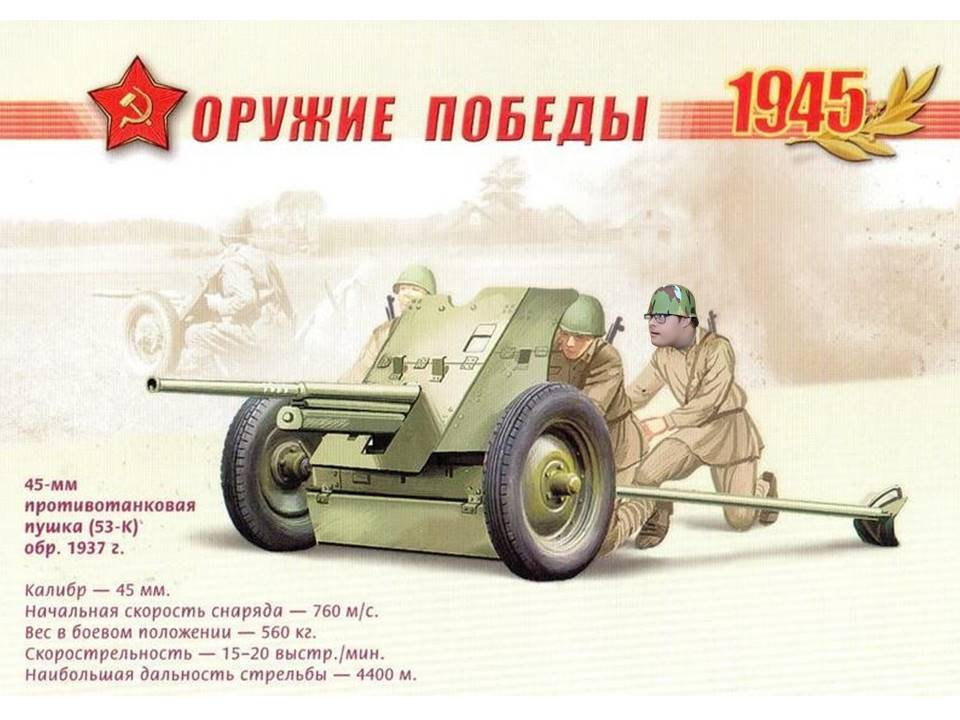 ОРУЖИЕ ПОБЕДЫ
1945
45-мм
противотанковая
пушка (53-К)
обр. 1937 г.
Калибр — 45 мм.
Начальная скорость снаряда — 760 м/с.
Вес в боевом положении — 560 кг.
Скорострельность — 15–20 выстр./мин.
Наибольшая дальность стрельбы — 4400 м.